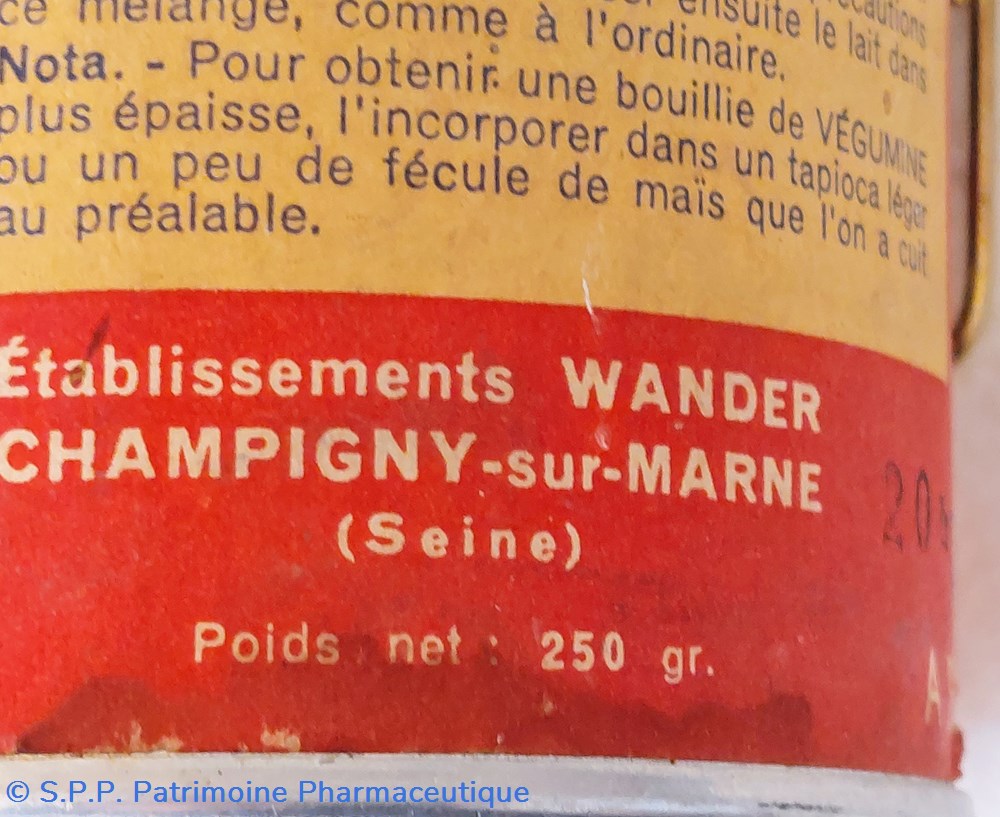 ensuite le lait dans
ce mélange, comme à l'ordinaire.
Nota. - Pour obtenir une bouillie de VÉGUMINE
plus épaisse, l'incorporer dans un tapioca léger
ou un peu de fécule de maïs que l'on a cuit
au préalable.
Établissements WANDER
CHAMPIGNY-sur-MARNE
(Seine)
20
Poids net : 250 gr.
A
© S.P.P. Patrimoine Pharmaceutique